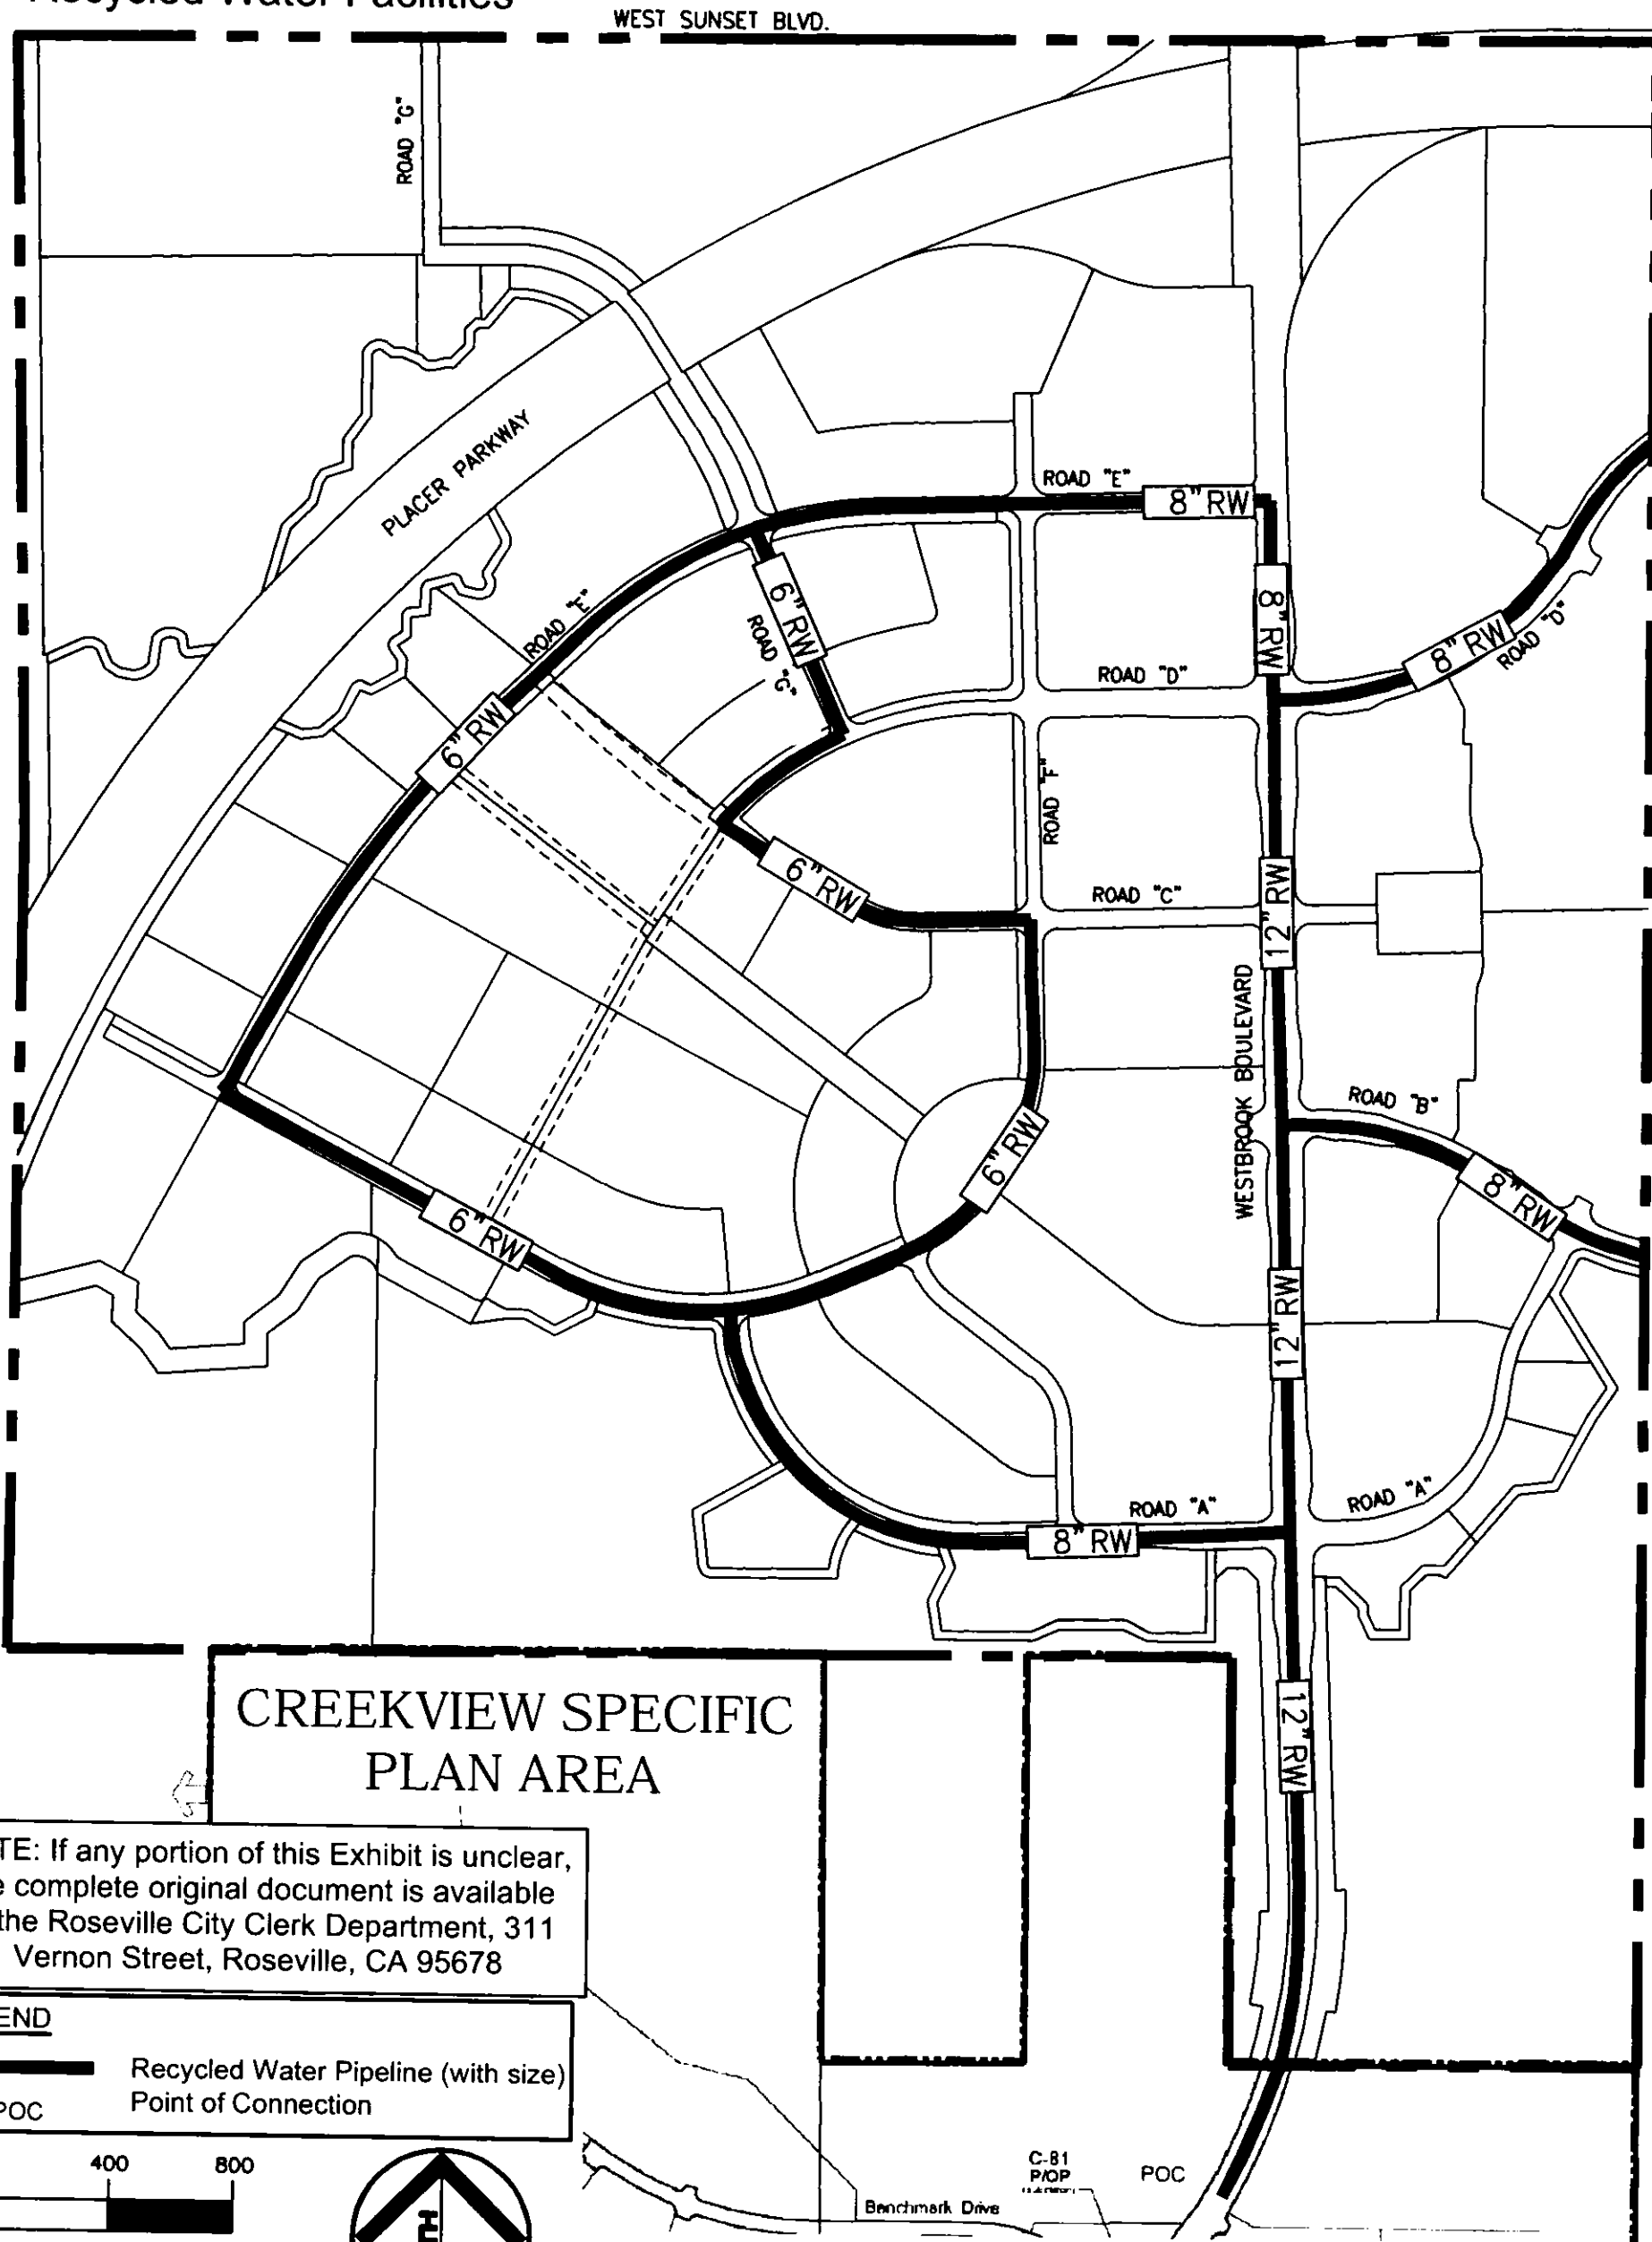 Recycled Water Facilities
WEST SUNSET BLVD.
ROAD "G"
PLACER PARKWAY
ROAD "E"
8" RW
6" RW
ROAD "G"
ROAD "E"
8" RW
8" RW
ROAD "D"
ROAD "D"
6" RW
ROAD "F"
6" RW
ROAD "C"
12" RW
WESTBROOK BOULEVARD
ROAD "B"
6" RW
8" RW
6" RW
12" RW
ROAD "A"
ROAD "A"
8" RW
12" RW
CREEKVIEW SPECIFIC
PLAN AREA
TE: If any portion of this Exhibit is unclear,
e complete original document is available
the Roseville City Clerk Department, 311
Vernon Street, Roseville, CA 95678
END
Recycled Water Pipeline (with size)
POC Point of Connection
400 800
C-81
P/OP
POC
Benchmark Drive